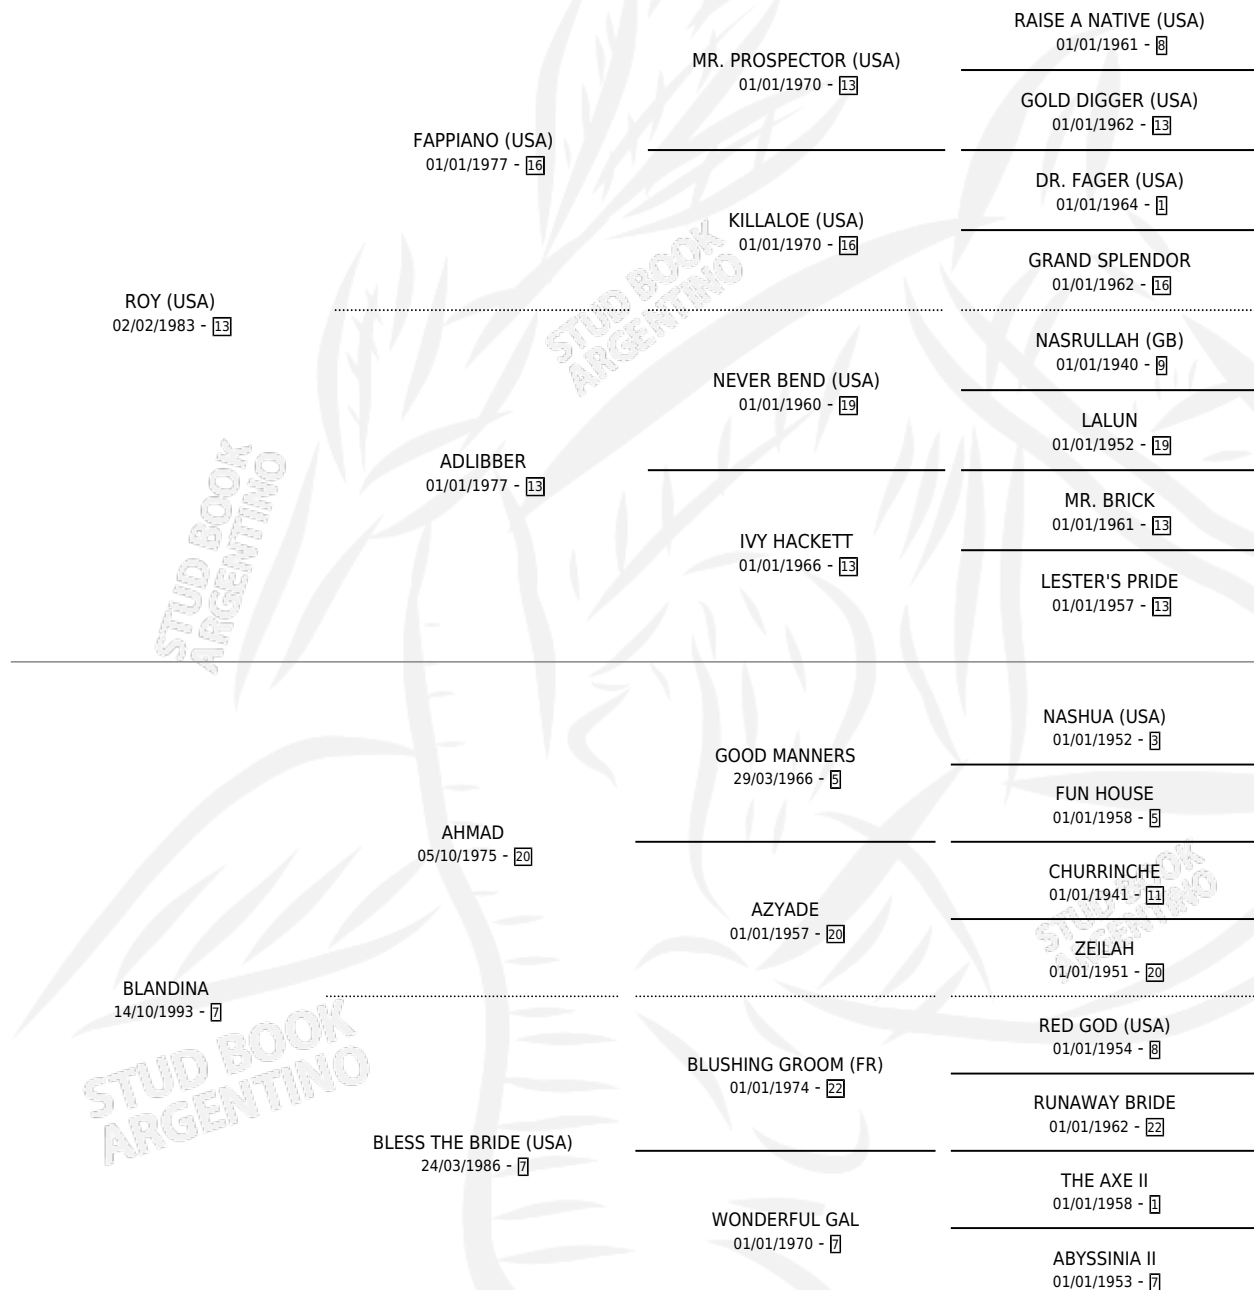 RAISE A NATIVE (USA)
01/01/1961 - 8
MR. PROSPECTOR (USA)
01/01/1970 - 13
GOLD DIGGER (USA)
01/01/1962 - 13
FAPPIANO (USA)
01/01/1977 - 16
DR. FAGER (USA)
01/01/1964 - 1
KILLALOE (USA)
01/01/1970 - 16
GRAND SPLENDOR
01/01/1962 - 16
ROY (USA)
02/02/1983 - 13
STUD BOOK
ARGENTINO
NASRULLAH (GB)
01/01/1940 - 9
NEVER BEND (USA)
01/01/1960 - 19
LALUN
01/01/1952 - 19
ADLIBBER
01/01/1977 - 13
MR. BRICK
01/01/1961 - 13
IVY HACKETT
01/01/1966 - 13
LESTER'S PRIDE
01/01/1957 - 13
STUD BOOK
ARGENTINO
NASHUA (USA)
01/01/1952 - 3
GOOD MANNERS
29/03/1966 - 5
FUN HOUSE
01/01/1958 - 5
AHMAD
05/10/1975 - 20
CHURRINCHE
01/01/1941 - 11
AZYADE
01/01/1957 - 20
ZEILAH
01/01/1951 - 20
STUD BOOK
ARGENTINO
BLANDINA
14/10/1993 - 7
STUD BOOK
ARGENTINO
RED GOD (USA)
01/01/1954 - 8
BLUSHING GROOM (FR)
01/01/1974 - 22
RUNAWAY BRIDE
01/01/1962 - 22
BLESS THE BRIDE (USA)
24/03/1986 - 7
THE AXE II
01/01/1958 - 1
WONDERFUL GAL
01/01/1970 - 7
ABYSSINIA II
01/01/1953 - 7